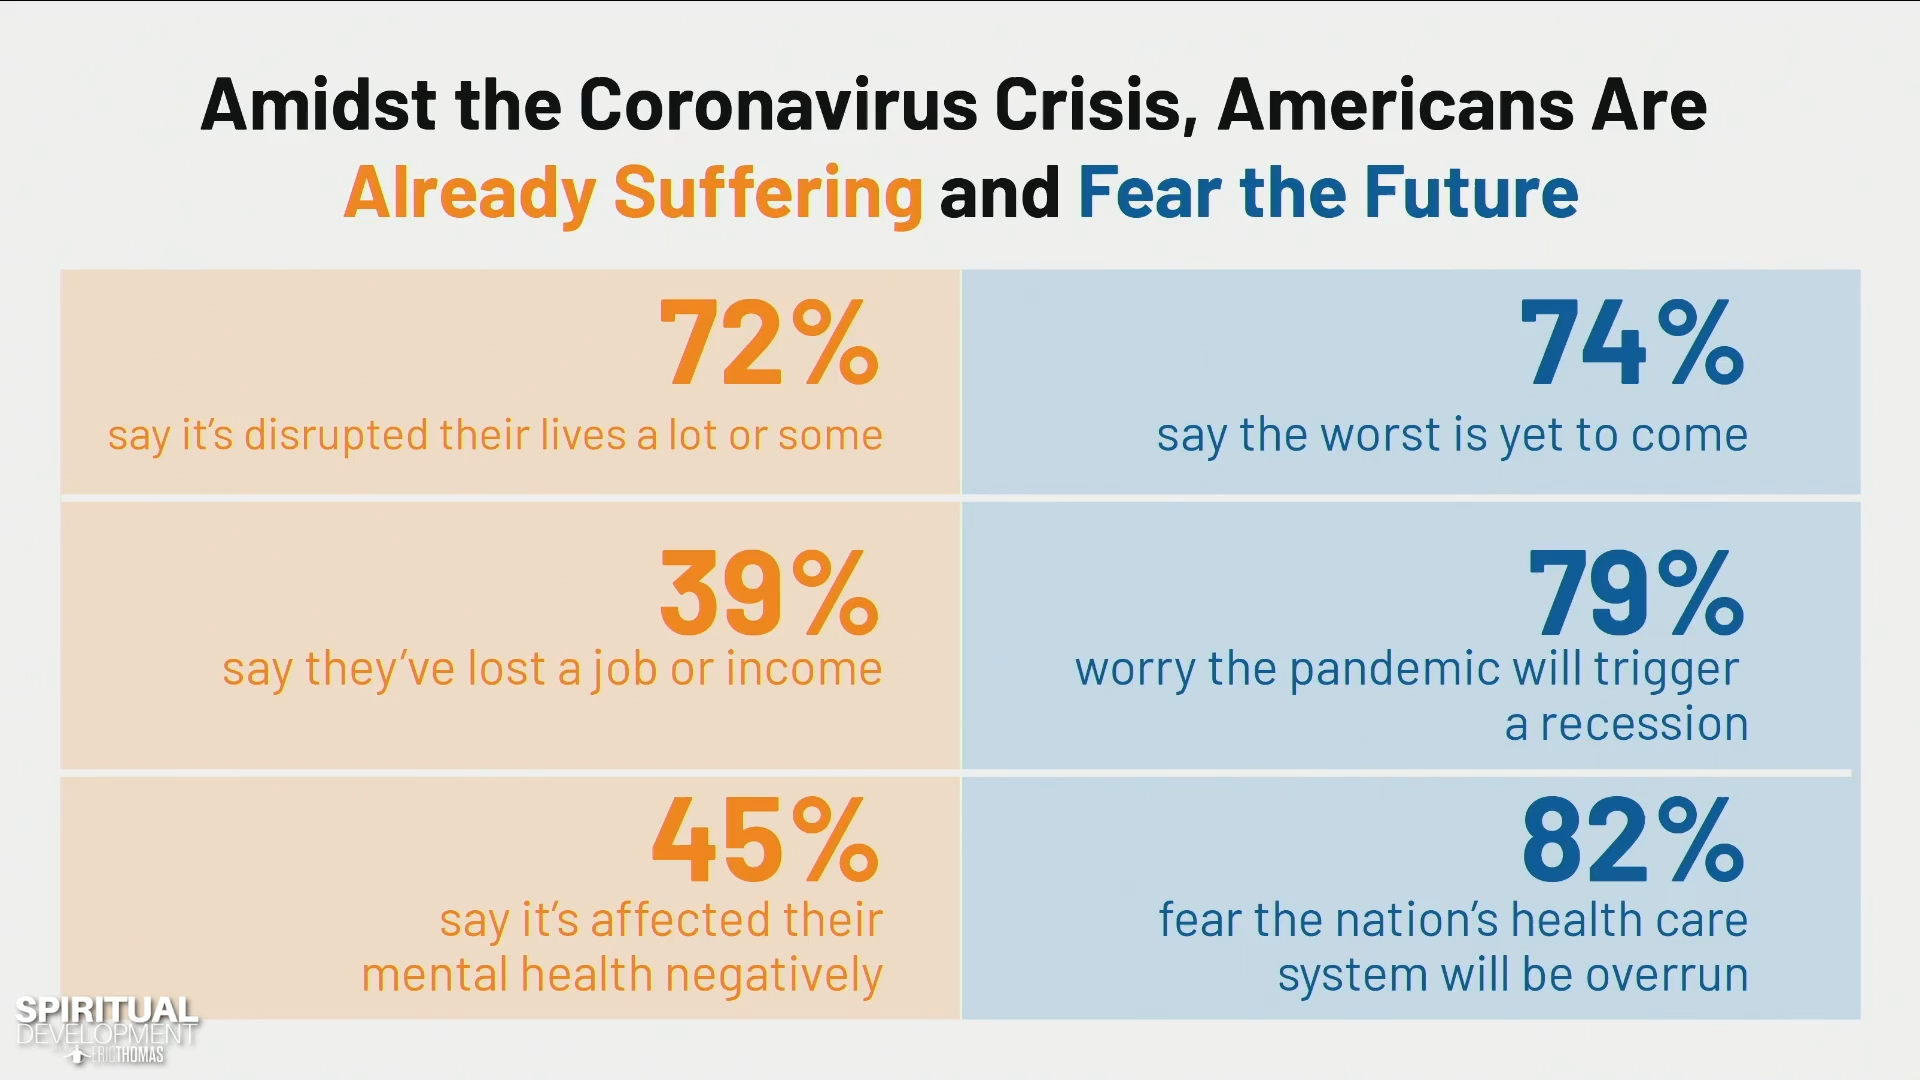 Amidst the Coronavirus Crisis, Americans Are
Already Suffering and Fear the Future
72%
say it's disrupted their lives a lot or some
74%
say the worst is yet to come
39%
say they've lost a job or income
79%
worry the pandemic will trigger
a recession
45%
say it's affected their
mental health negatively
82%
fear the nation's health care
system will be overrun
SPIRITUAL
DEVELOPMENT
ERICTHOMAS